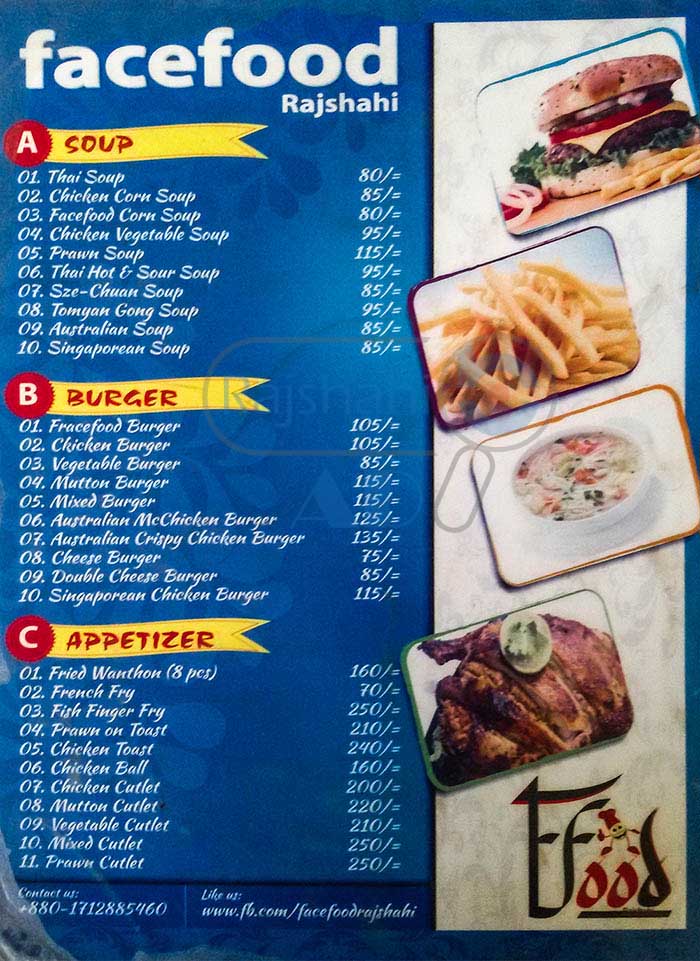 facefood
Rajshahi
A SOUP
01. Thai Soup 80/=
02. Chicken Corn Soup 85/=
03. Facefood Corn Soup 80/=
04. Chicken Vegetable Soup 95/=
05. Prawn Soup 115/=
06. Thai Hot & Sour Soup 95/=
07. Sze-Chuan Soup 85/=
08. Tomyan Gong Soup 95/=
09. Australian Soup 85/=
10. Singaporean Soup 85/=
B BURGER
01. Fracefood Burger 105/=
02. Ckicken Burger 105/=
03. Vegetable Burger 85/=
04. Mutton Burger 115/=
05. Mixed Burger 115/=
06. Australian McChicken Burger 125/=
07. Australian Crispy Chicken Burger 135/=
08. Cheese Burger 75/=
09. Double Cheese Burger 85/=
10. Singaporean Chicken Burger 115/=
C APPETIZER
01. Fried Wanthon (8 pcs) 160/=
02. French Fry 70/=
03. Fish Finger Fry 250/=
04. Prawn on Toast 210/=
05. Chicken Toast 240/=
06. Chicken Ball 160/=
07. Chicken Cutlet 200/=
08. Mutton Cutlet 220/=
09. Vegetable Cutlet 210/=
10. Mixed Cutlet 250/=
11. Prawn Cutlet 250/=
Contact us:
+880-1712885460
Like us:
www.fb.com/facefoodrajshahi
FFood